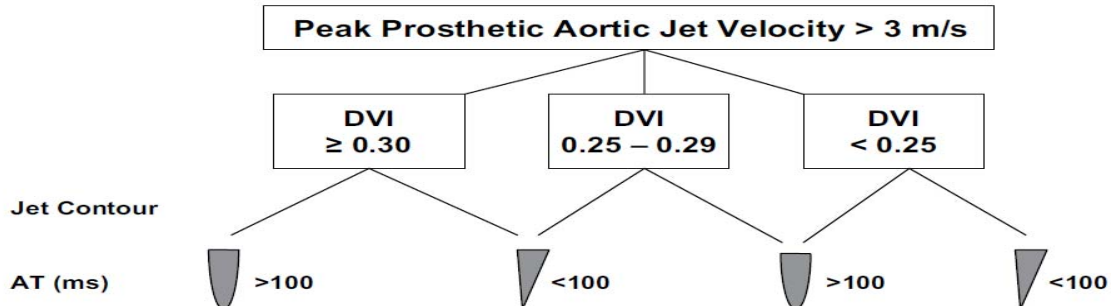 Peak Prosthetic Aortic Jet Velocity > 3 m/s
DVI
≥ 0.30
DVI
0.25 – 0.29
DVI
< 0.25
Jet Contour
AT (ms)
>100
<100
>100
<100